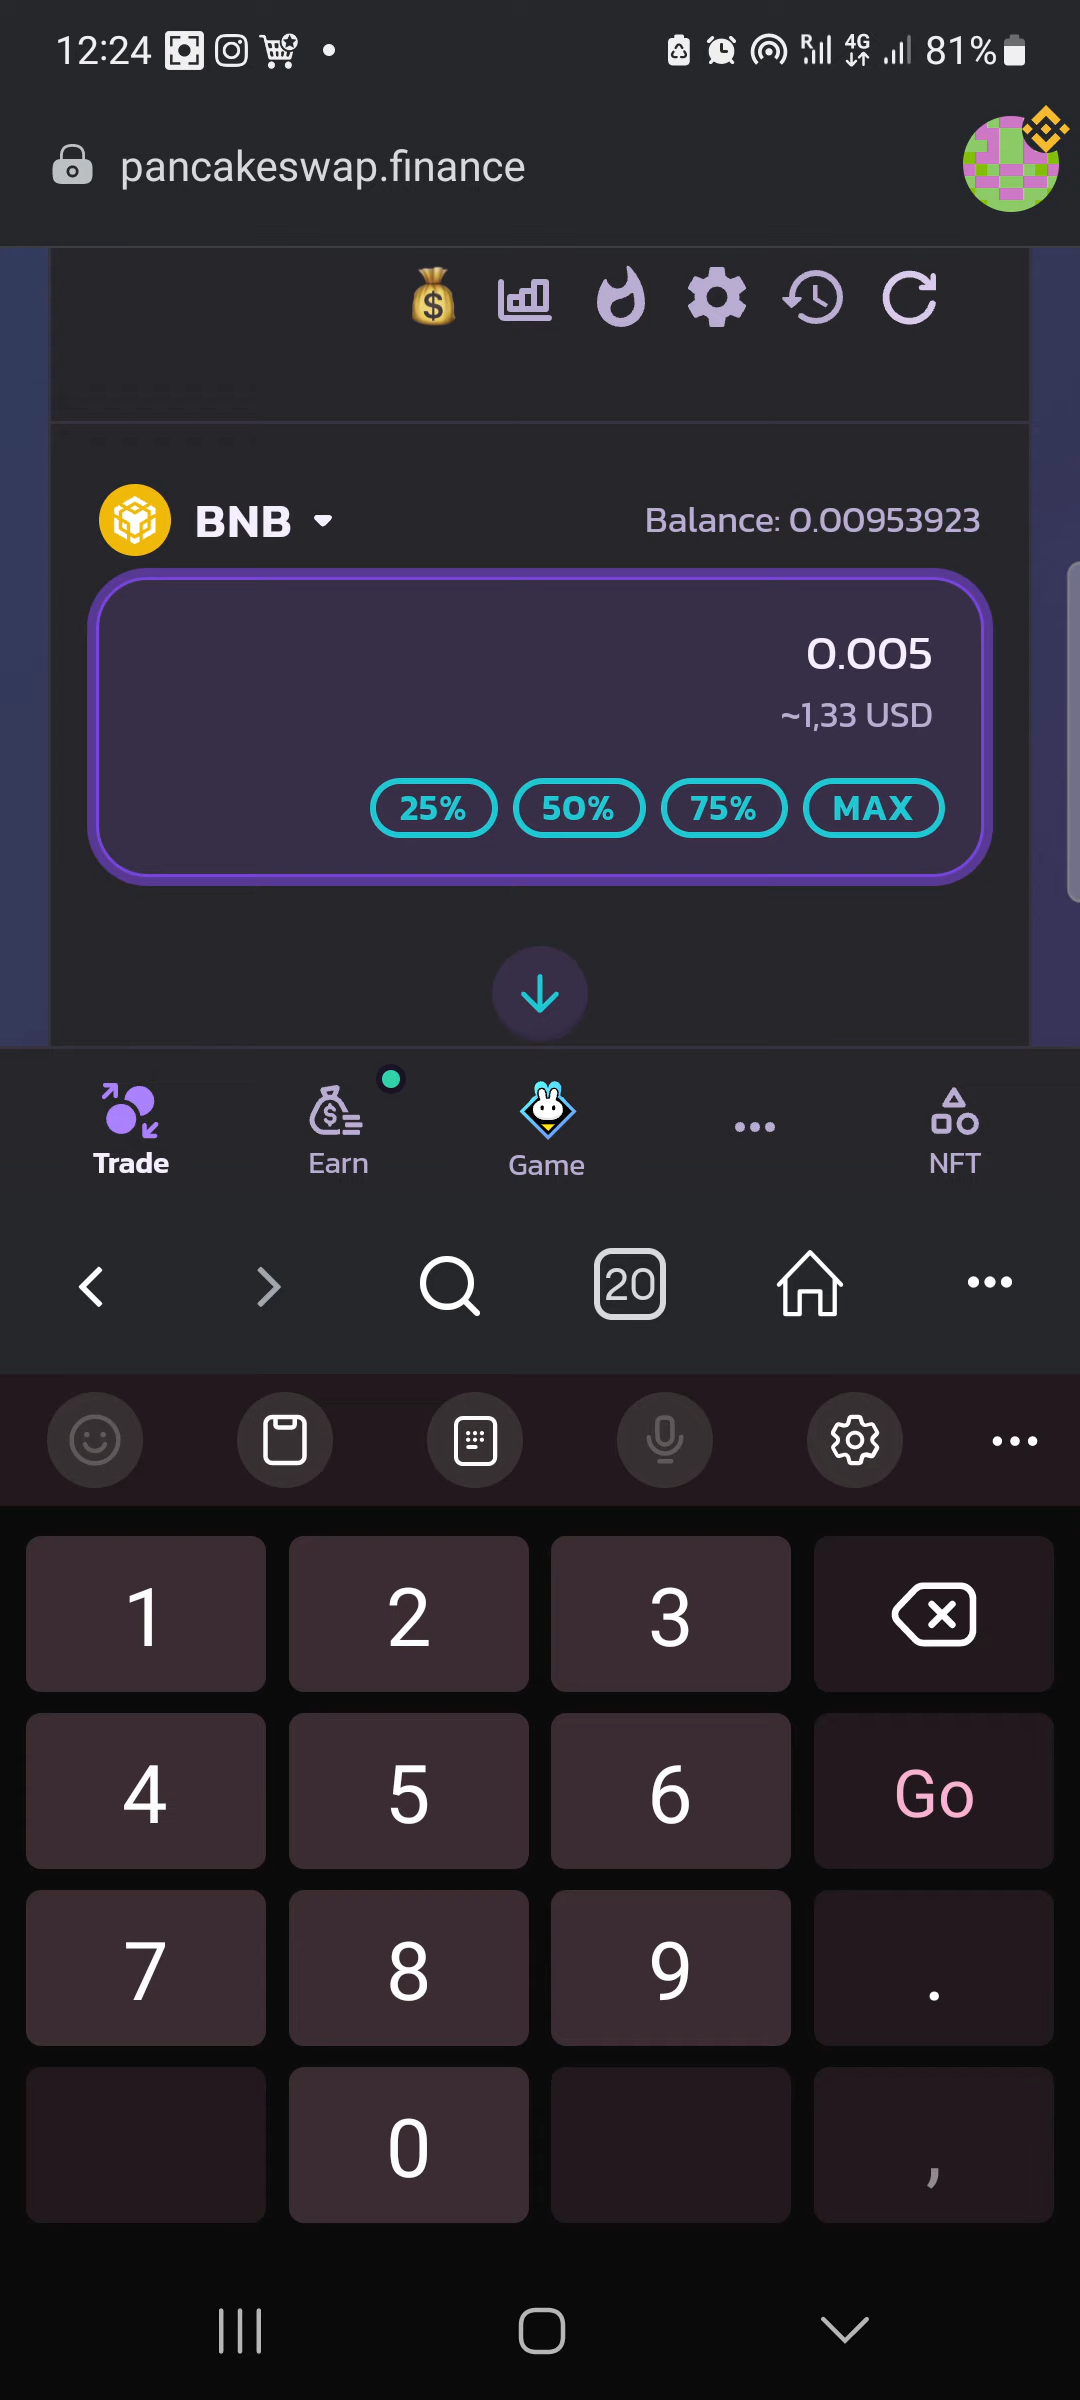 12:24 R 4G 81%
pancakeswap.finance
BNB Balance: 0.00953923
0.005
~1,33 USD
25% 50% 75% MAX
Trade Earn Game NFT
20
1 2 3
4 5 6 Go
7 8 9 .
0 ,